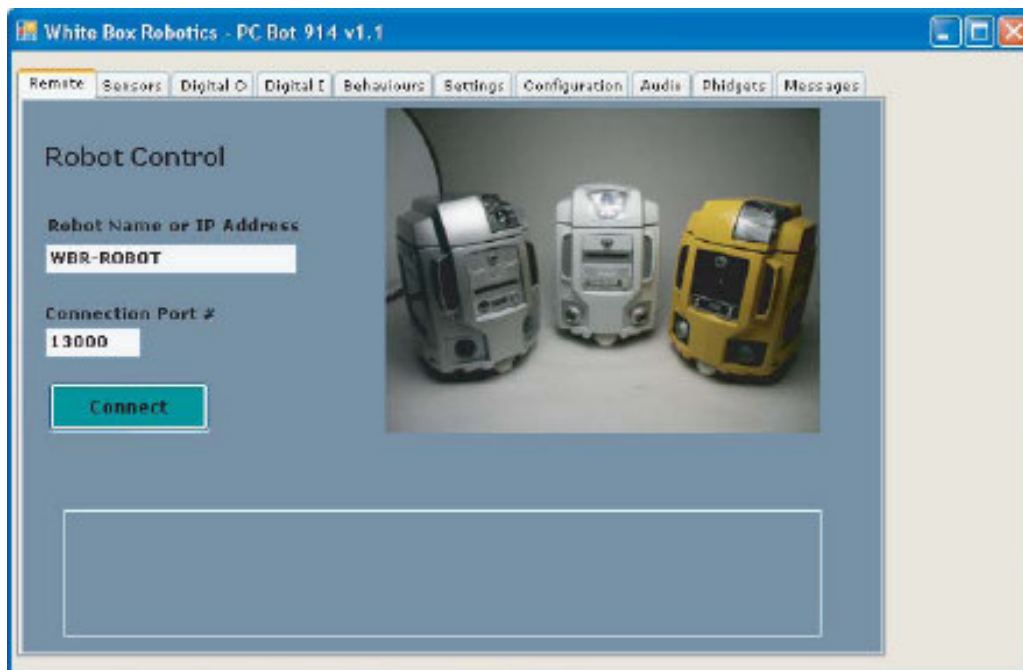 White Box Robotics - PC Bot 914 v1.1
Remote Sensors Digital O Digital I Behaviours Settings Configuration Audio Phidgets Messages
Robot Control
Robot Name or IP Address
WBR-ROBOT
Connection Port #
13000
Connect